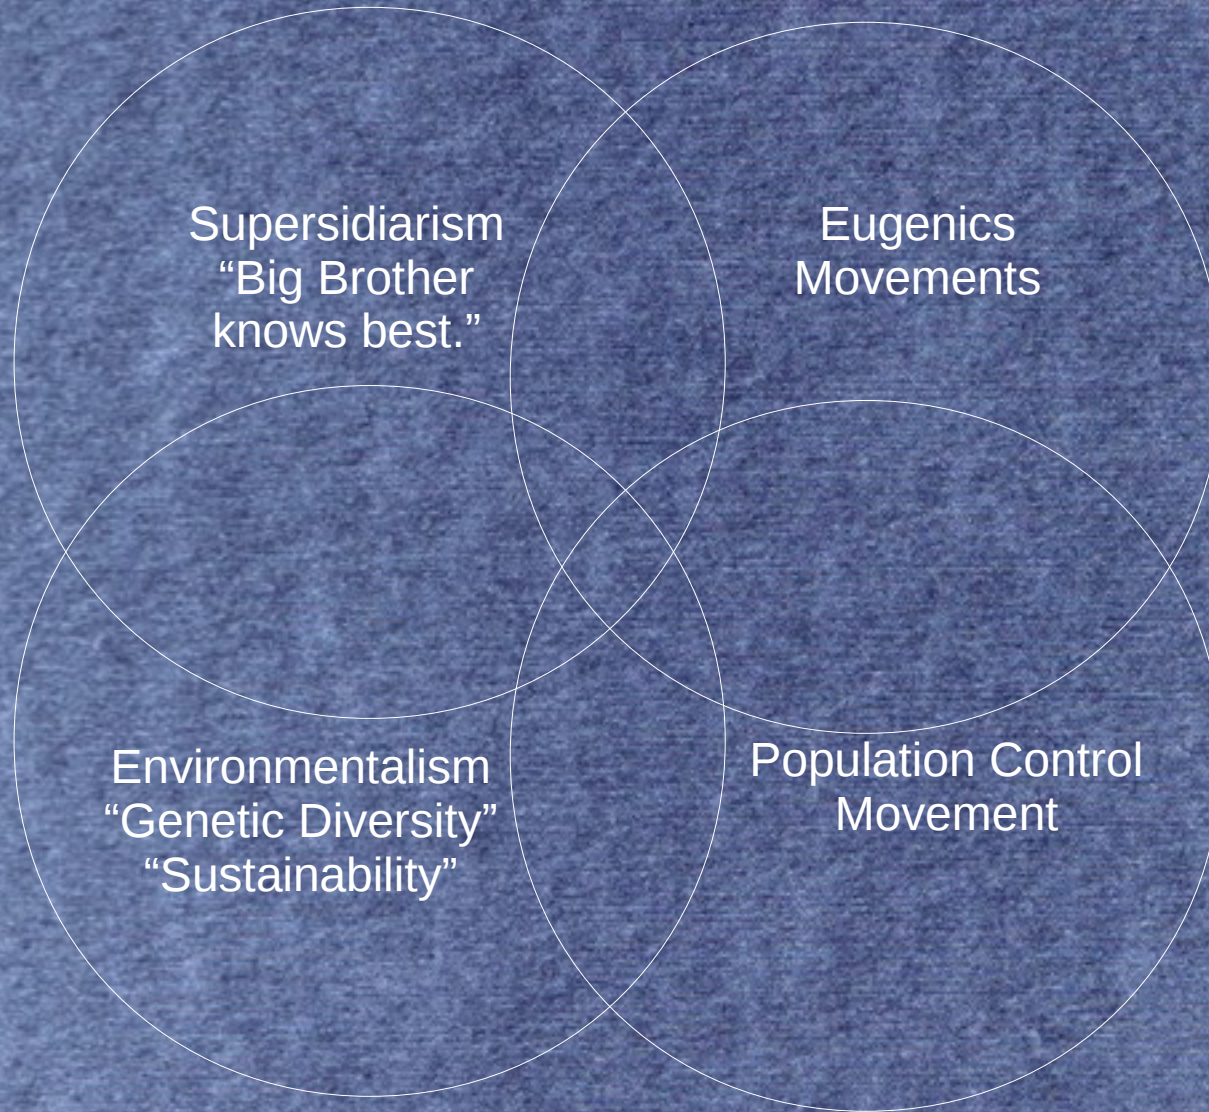 Supersidiarism
“Big Brother
knows best.”
Eugenics
Movements
Environmentalism
“Genetic Diversity”
“Sustainability”
Population Control
Movement